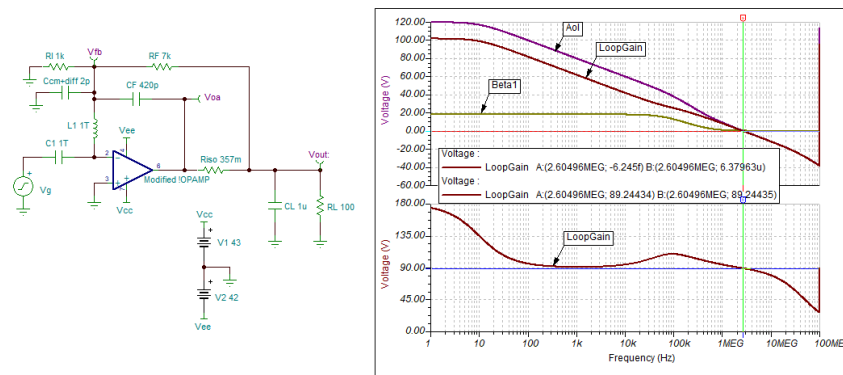 RI 1k
Vfb
RF 7k
Ccm+diff 2p
CF 420p
Voa
L1 1T
Vee
C1 1T
2
3
4
6
Riso 357m
Vout
Modified !OPAMP
Vcc
Vg
CL 1u
RL 100
Vcc
V1 43
V2 42
Vee
120.00
100.00
80.00
60.00
40.00
20.00
0.00
-20.00
-40.00
-60.00
Voltage (V)
Aol
LoopGain
Beta1
Voltage :
LoopGain A:(2.60496MEG; -6.245f) B:(2.60496MEG; 6.37963u)
Voltage :
LoopGain A:(2.60496MEG; 89.24434) B:(2.60496MEG; 89.24435)
180.00
135.00
90.00
45.00
0.00
Voltage (V)
LoopGain
1 10 100 1k 10k 100k 1MEG 10MEG 100ME
Frequency (Hz)